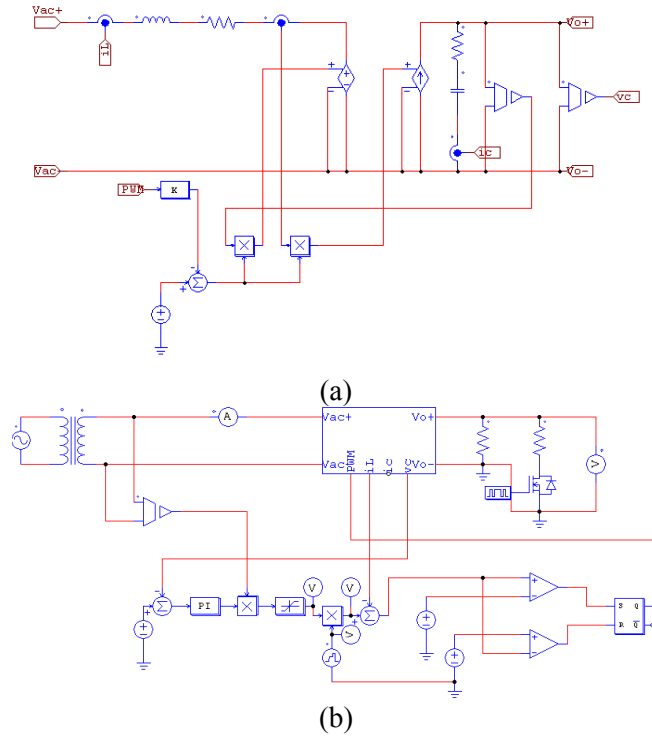 Vac+
iL
Vo+
vc
ic
Vac
Vo-
PWM
K
(a)
A
Vac+ Vo+
Vac Vo-
PWM iL iC vC
V
PI
V V
V
S Q
R Q
(b)